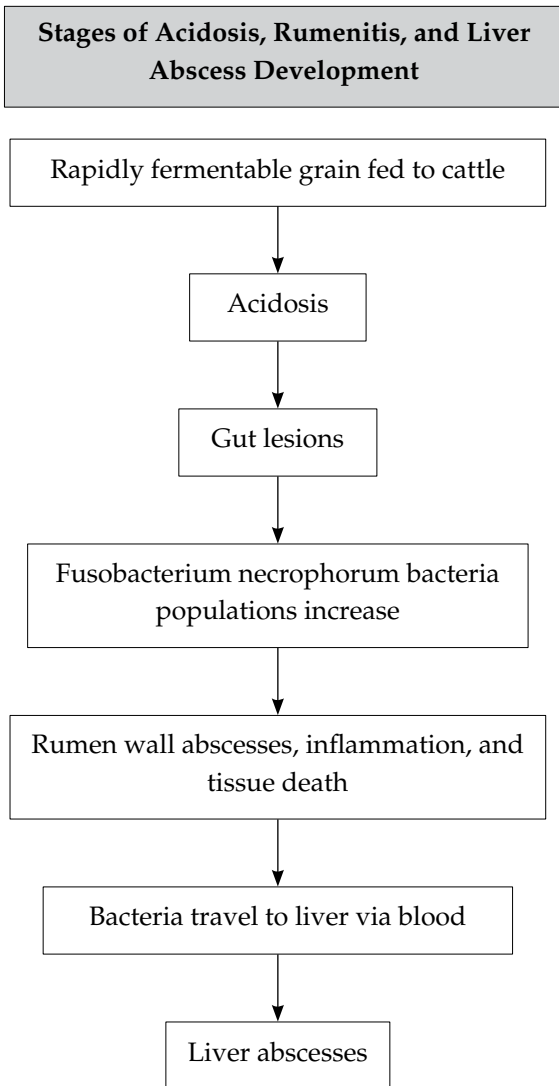 Stages of Acidosis, Rumenitis, and Liver
Abscess Development
Rapidly fermentable grain fed to cattle
Acidosis
Gut lesions
Fusobacterium necrophorum bacteria
populations increase
Rumen wall abscesses, inflammation, and
tissue death
Bacteria travel to liver via blood
Liver abscesses